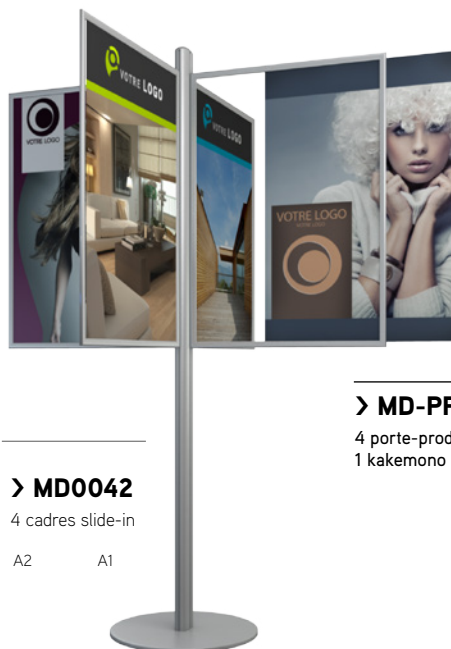 VOTRE LOGO
VOTRE LOGO
VOTRE LOGO
VOTRE LOGO
VOTRE LOGO
> MD0042
4 cadres slide-in
A2 A1
> MD-PF
4 porte-prod
1 kakemono